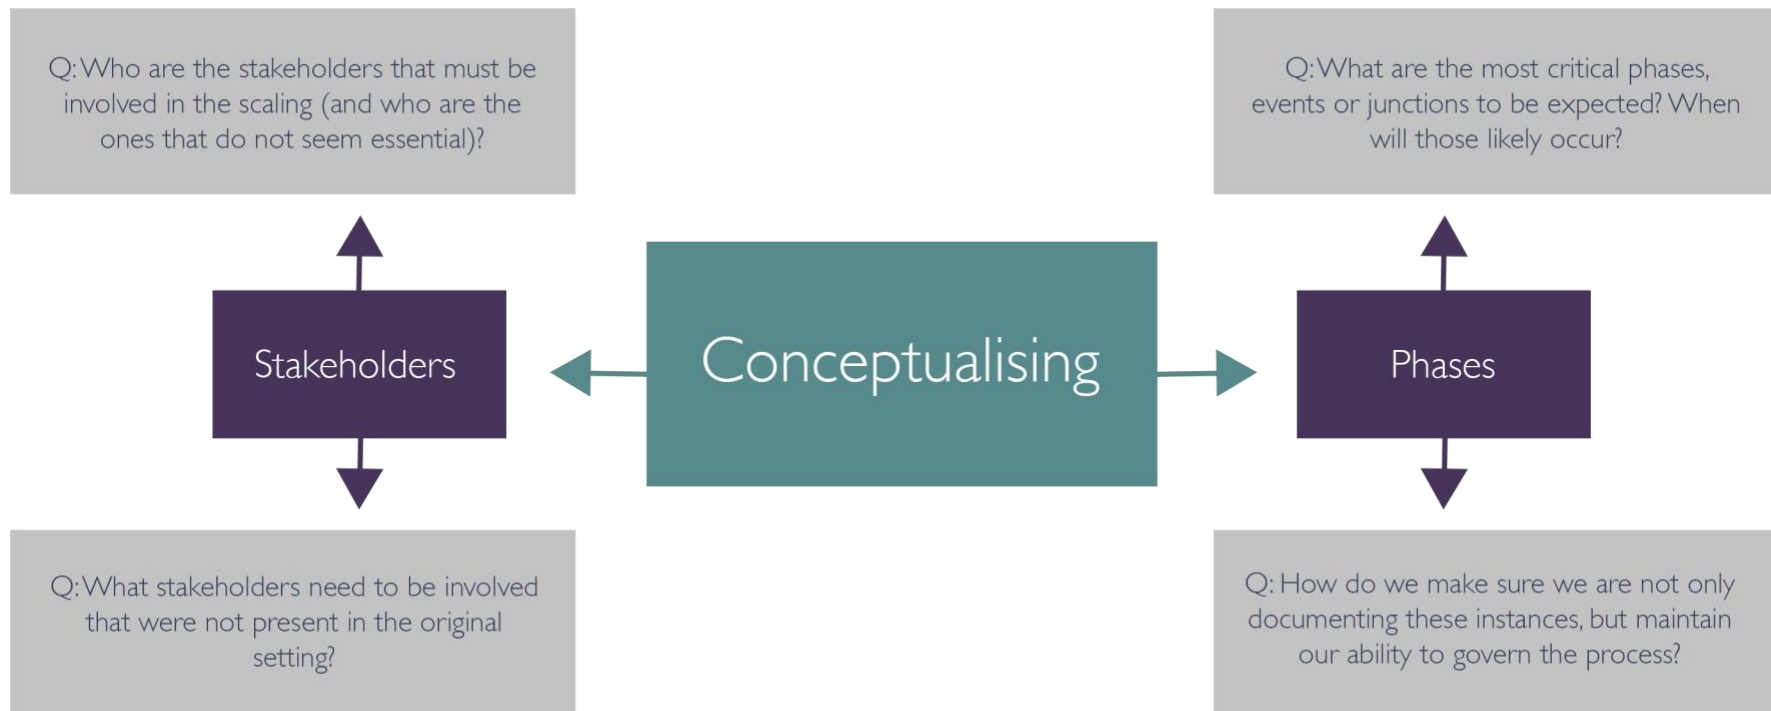 Q: Who are the stakeholders that must be
involved in the scaling (and who are the
ones that do not seem essential)?
Q: What are the most critical phases,
events or junctions to be expected? When
will those likely occur?
Stakeholders
Conceptualising
Phases
Q: What stakeholders need to be involved
that were not present in the original
setting?
Q: How do we make sure we are not only
documenting these instances, but maintain
our ability to govern the process?